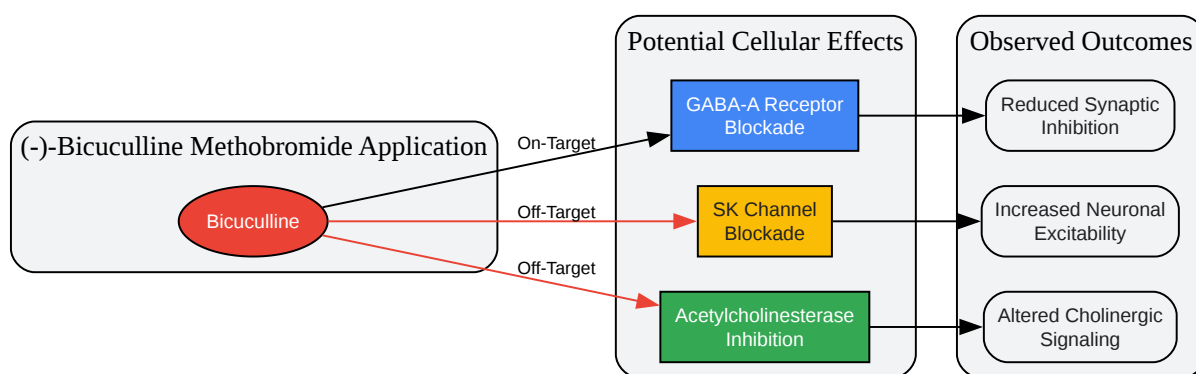 Potential Cellular Effects
Observed Outcomes
(-)-Bicuculline Methobromide Application
Bicuculline
On-Target
Off-Target
Off-Target
GABA-A Receptor
Blockade
SK Channel
Blockade
Acetylcholinesterase
Inhibition
Reduced Synaptic
Inhibition
Increased Neuronal
Excitability
Altered Cholinergic
Signaling